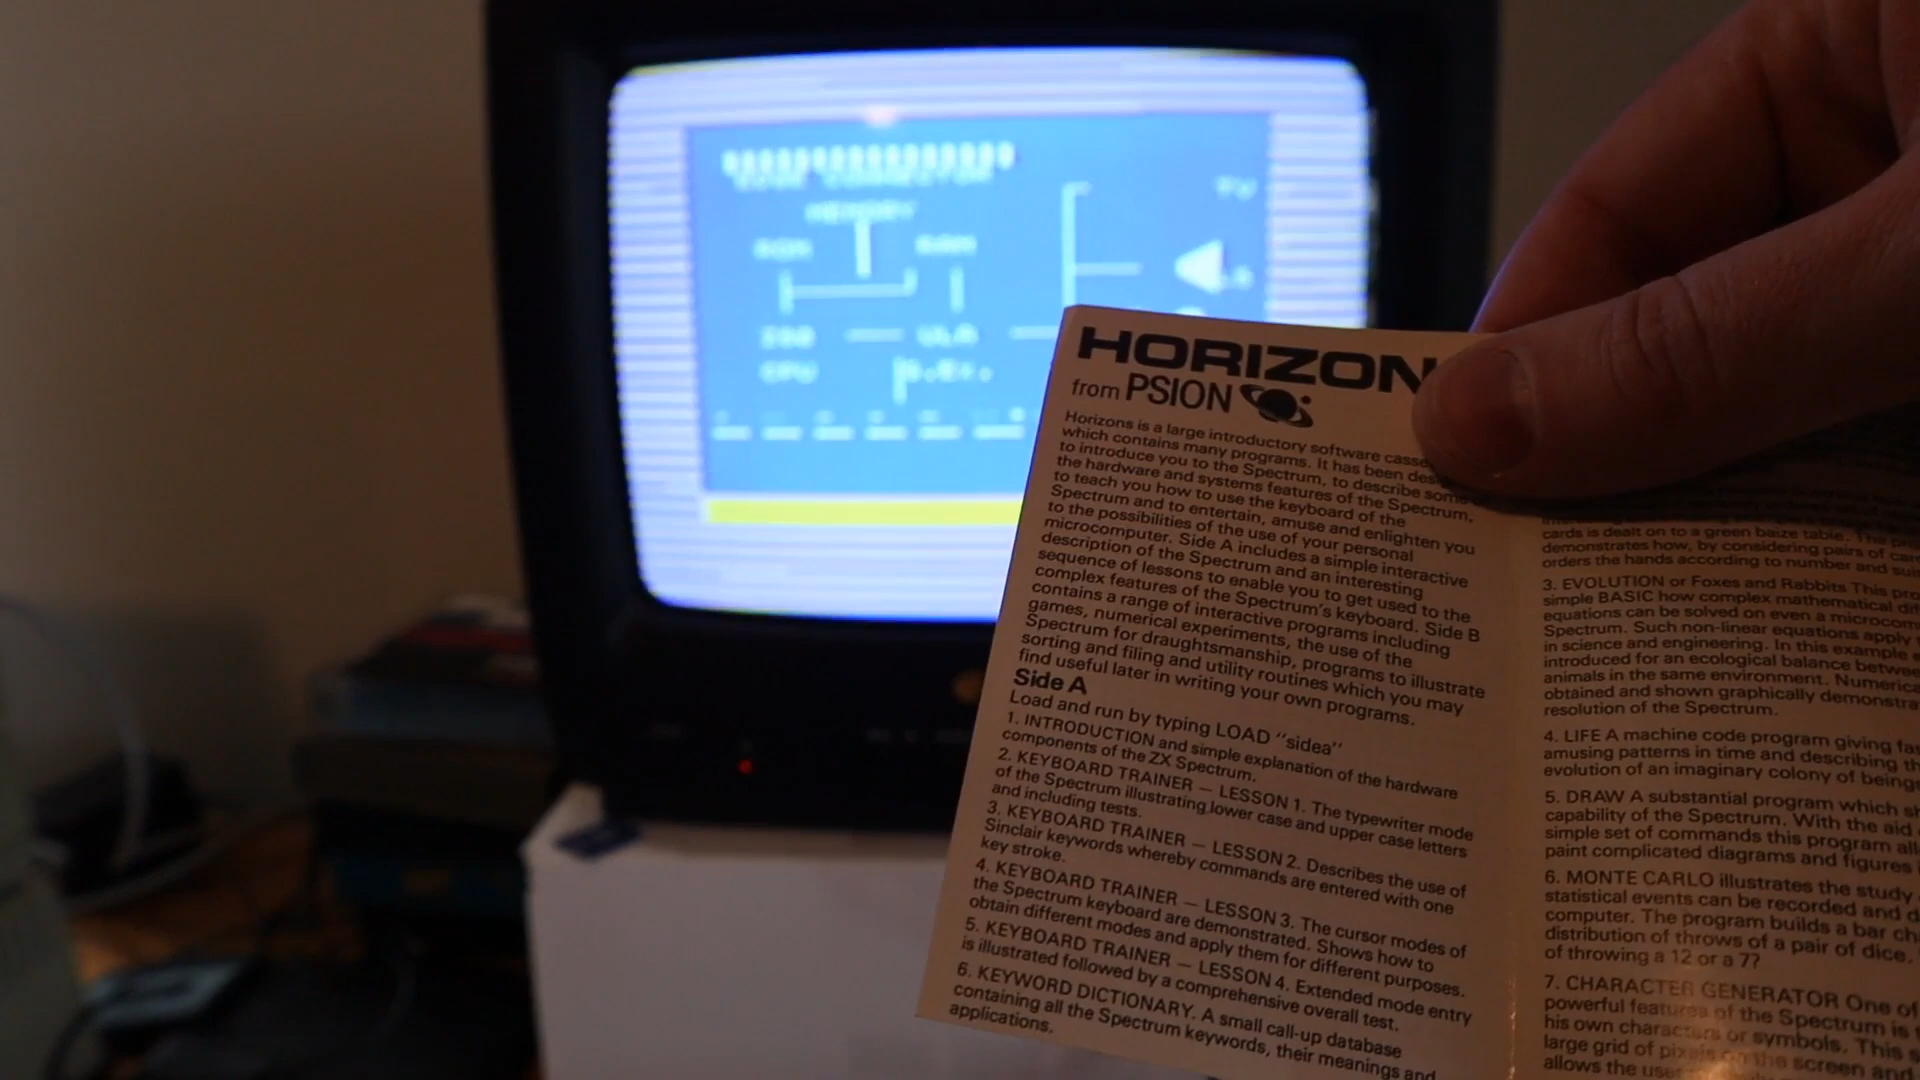 EDGE CONNECTOR
MEMORY
ROM RAM
TV
Z80 ULA
CPU
HORIZON
from PSION
Horizons is a large introductory software
which contains many programs. It has been
to introduce you to the Spectrum, to describe some
the hardware and systems features of the Spectrum,
to teach you how to use the keyboard of the
Spectrum and to entertain, amuse and enlighten you
to the possibilities of the use of your personal
microcomputer. Side A includes a simple interactive
description of the Spectrum and an interesting
sequence of lessons to enable you to get used to the
complex features of the Spectrum's keyboard. Side B
contains a range of interactive programs including
games, numerical experiments, the use of the
Spectrum for draughtsmanship, programs to illustrate
sorting and filing and utility routines which you may
find useful later in writing your own programs.
Side A
Load and run by typing LOAD "sidea"
1. INTRODUCTION and simple explanation of the hardware
components of the ZX Spectrum.
2. KEYBOARD TRAINER — LESSON 1. The typewriter mode
of the Spectrum illustrating lower case and upper case letters
and including tests.
3. KEYBOARD TRAINER — LESSON 2. Describes the use of
Sinclair keywords whereby commands are entered with one
key stroke.
4. KEYBOARD TRAINER — LESSON 3. The cursor modes of
the Spectrum keyboard are demonstrated. Shows how to
obtain different modes and apply them for different purposes.
5. KEYBOARD TRAINER — LESSON 4. Extended mode entry
is illustrated followed by a comprehensive overall test.
6. KEYWORD DICTIONARY. A small call-up database
containing all the Spectrum keywords, their meanings and
applications.
cards is dealt on to a green baize table. The
demonstrates how, by considering pairs of
orders the hands according to number and
3. EVOLUTION or Foxes and Rabbits This
simple BASIC how complex mathematical
equations can be solved on even a
Spectrum. Such non-linear equations apply
in science and engineering. In this example
introduced for an ecological balance
animals in the same environment.
obtained and shown graphically
resolution of the Spectrum.
4. LIFE A machine code program giving
amusing patterns in time and describing
evolution of an imaginary colony of
5. DRAW A substantial program which
capability of the Spectrum. With the aid
simple set of commands this program
paint complicated diagrams and figures
6. MONTE CARLO illustrates the study
statistical events can be recorded and
computer. The program builds a bar
distribution of throws of a pair of dice.
of throwing a 12 or a 7?
7. CHARACTER GENERATOR One of
powerful features of the Spectrum is
his own characters or symbols. This
large grid of pixels on the screen and
allows the